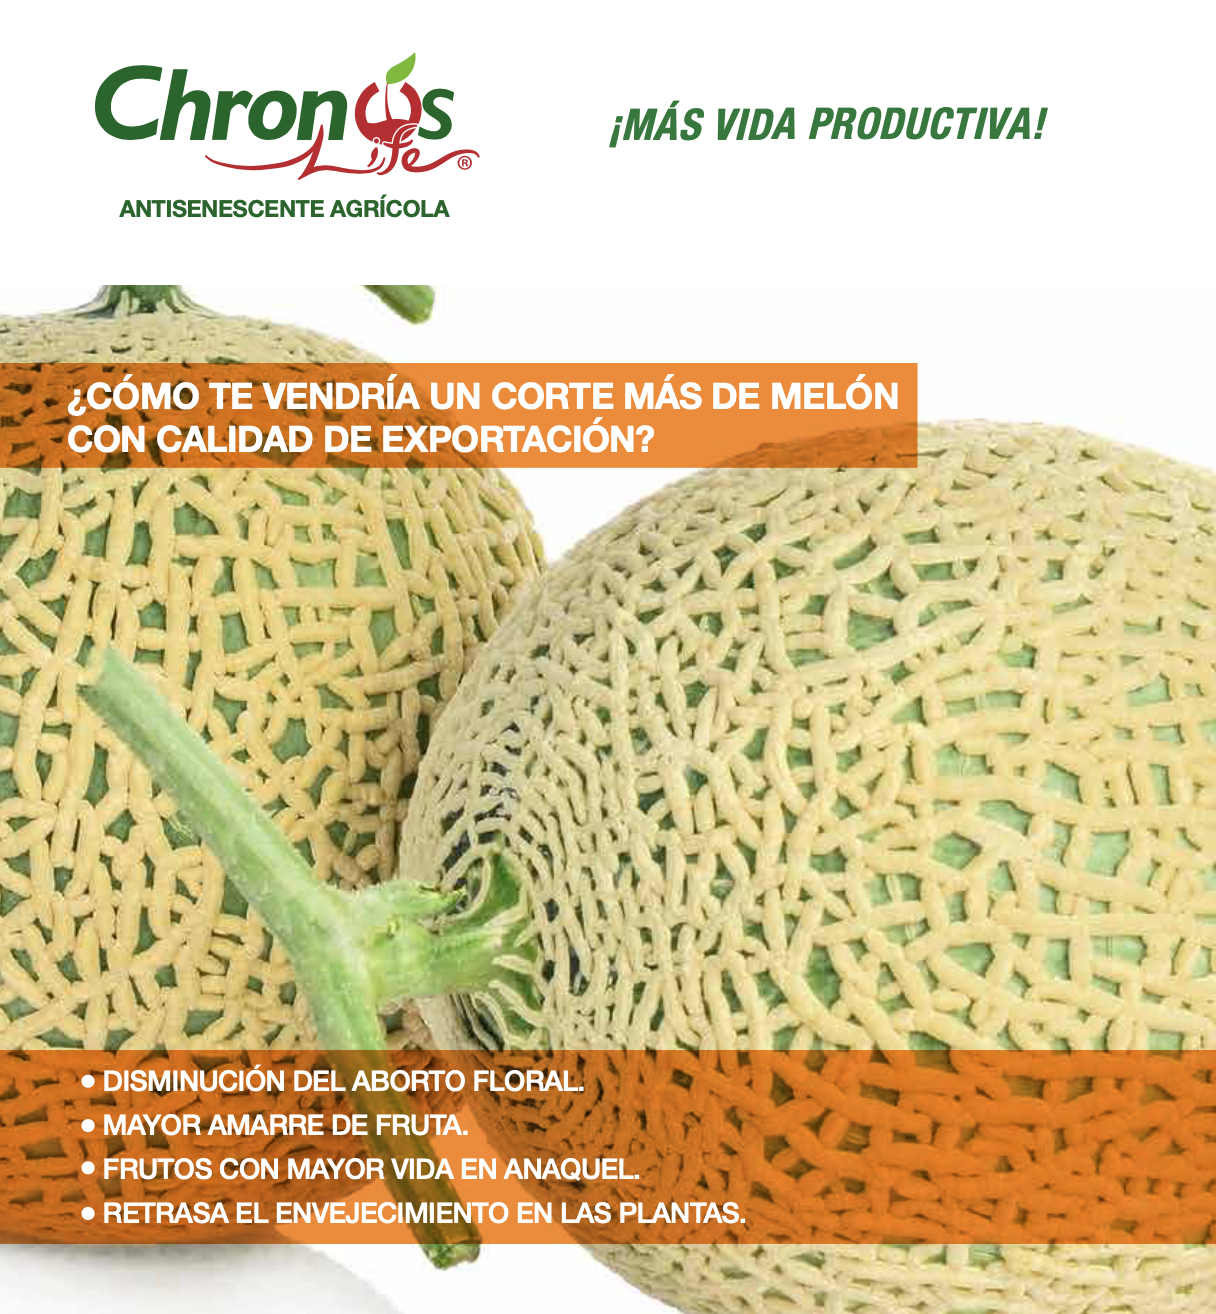 Chronos
Life®
ANTISENESCENTE AGRÍCOLA
¡MÁS VIDA PRODUCTIVA!
¿CÓMO TE VENDRÍA UN CORTE MÁS DE MELÓN
CON CALIDAD DE EXPORTACIÓN?
• DISMINUCIÓN DEL ABORTO FLORAL.
• MAYOR AMARRE DE FRUTA.
• FRUTOS CON MAYOR VIDA EN ANAQUEL.
• RETRASA EL ENVEJECIMIENTO EN LAS PLANTAS.